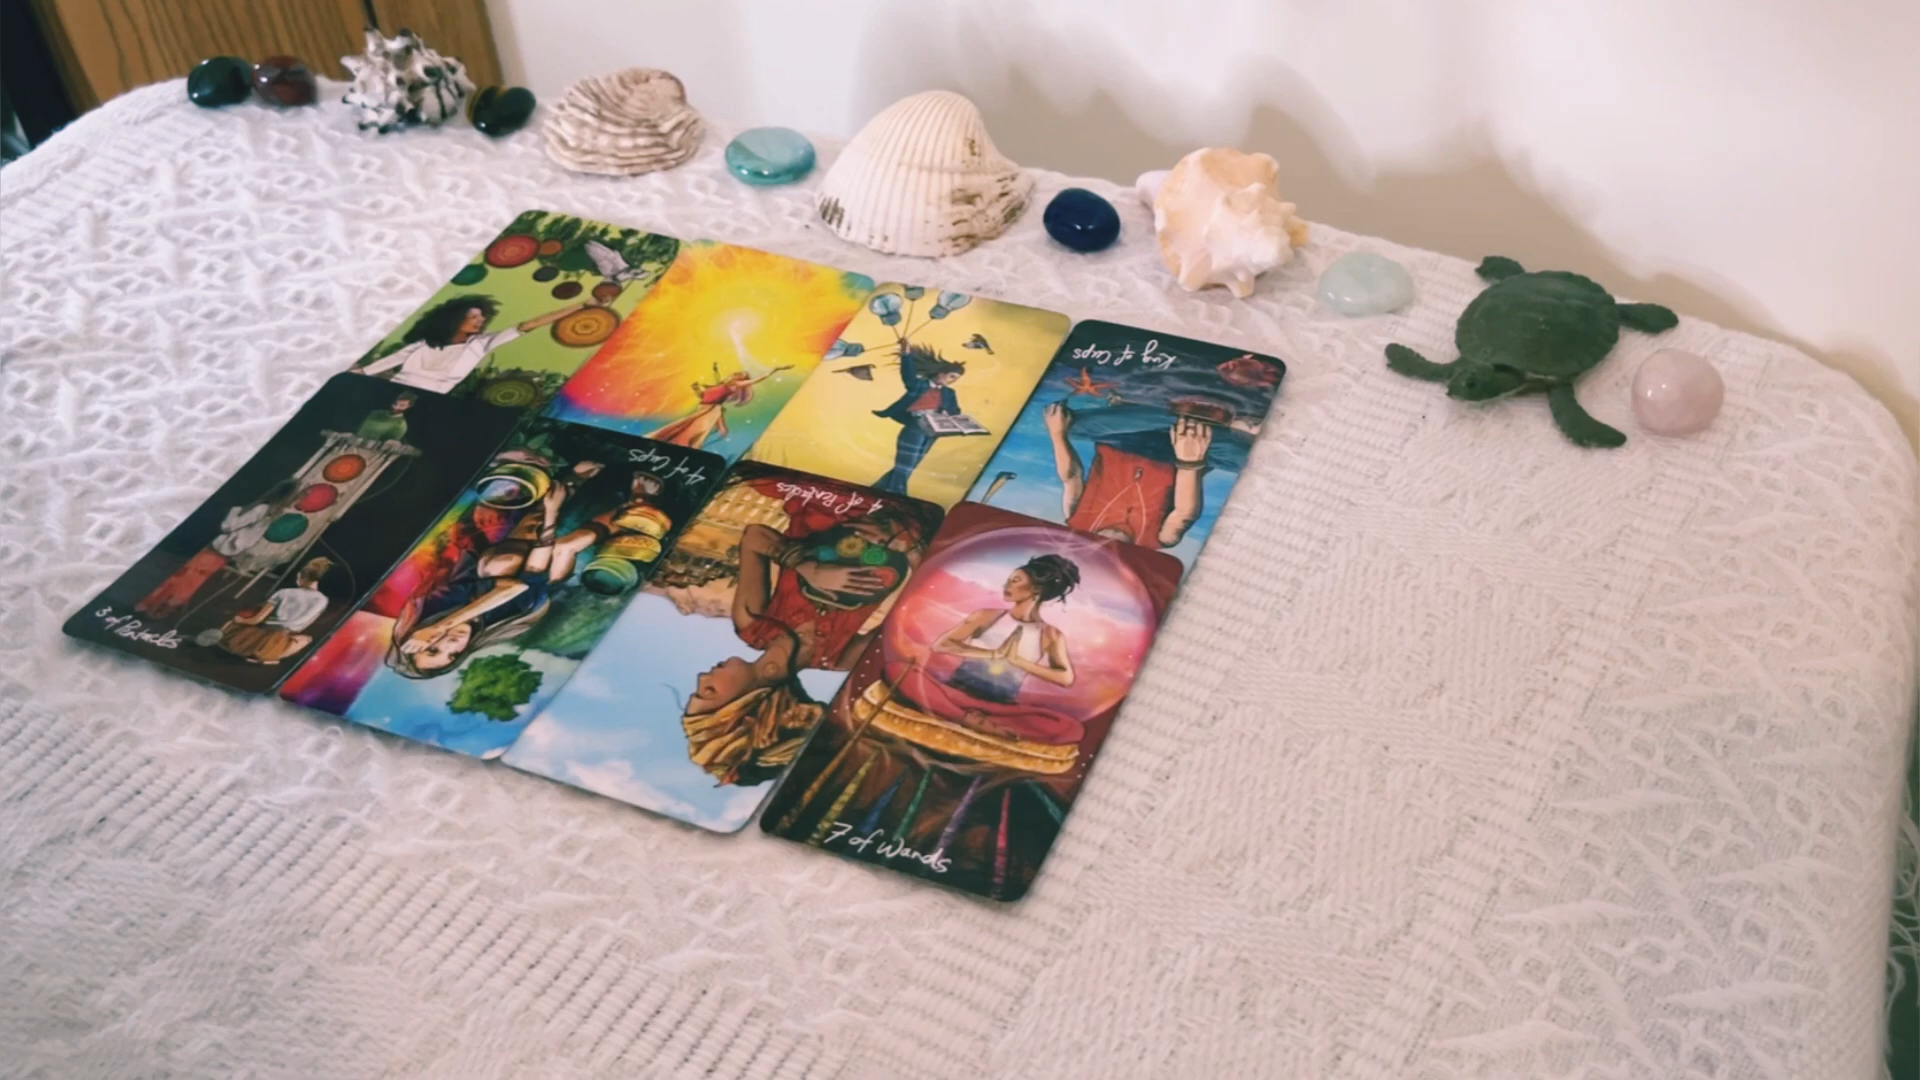 King of Cups
4 of Cups
4 of Pentacles
3 of Pentacles
7 of Wands